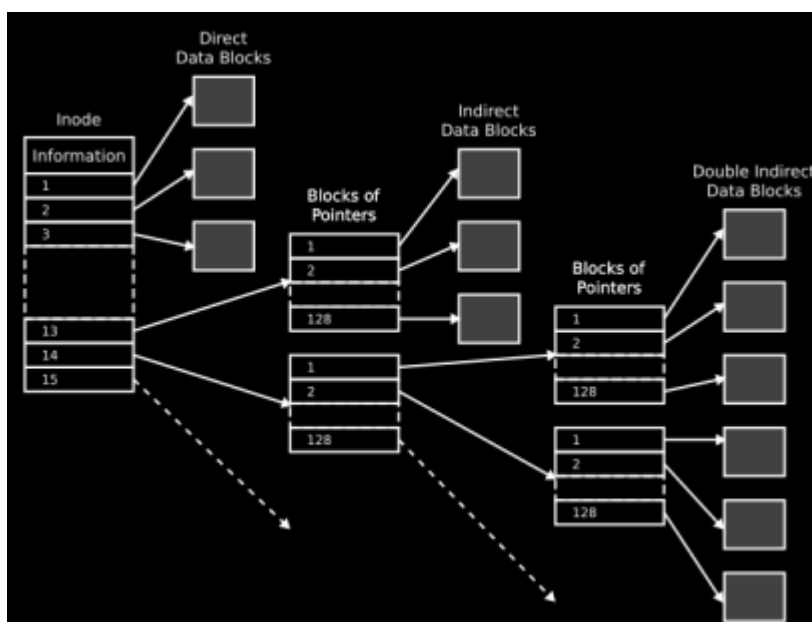 Direct
Data Blocks
Inode
Information
1
2
3
13
14
15
Blocks of
Pointers
1
2
128
1
2
128
Indirect
Data Blocks
Blocks of
Pointers
1
2
128
1
2
128
Double Indirect
Data Blocks